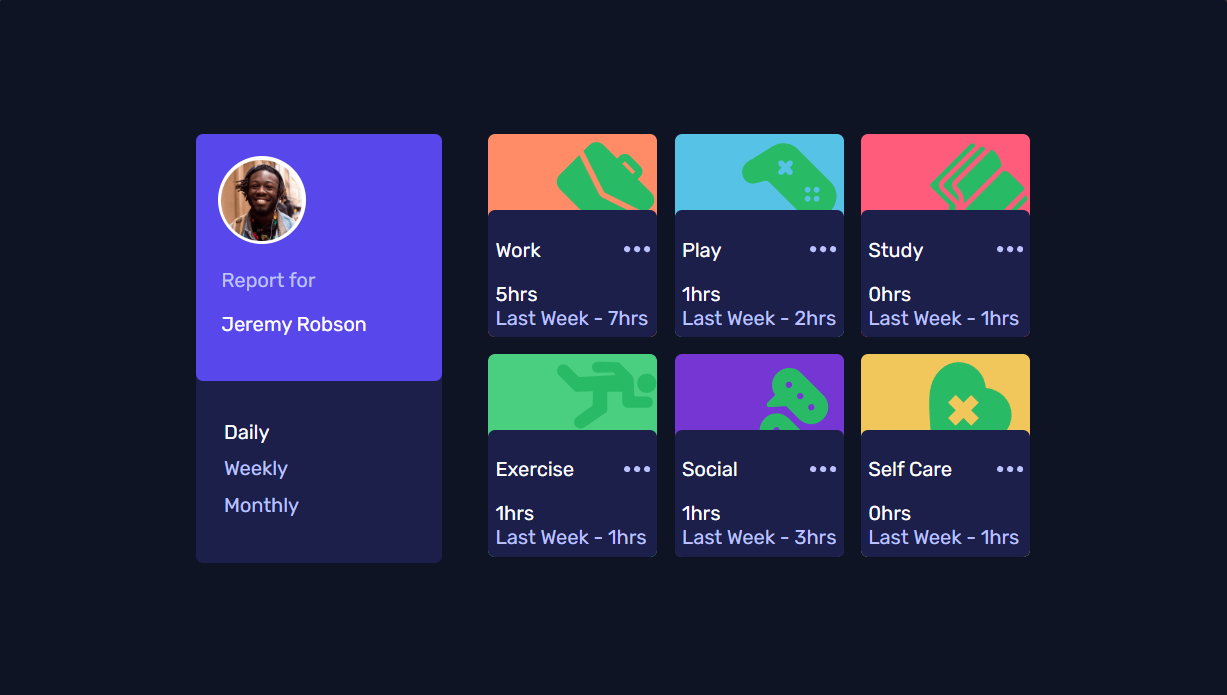 Report for
Jeremy Robson
Daily
Weekly
Monthly
Work
5hrs
Last Week - 7hrs
Play
1hrs
Last Week - 2hrs
Study
0hrs
Last Week - 1hrs
Exercise
1hrs
Last Week - 1hrs
Social
1hrs
Last Week - 3hrs
Self Care
0hrs
Last Week - 1hrs